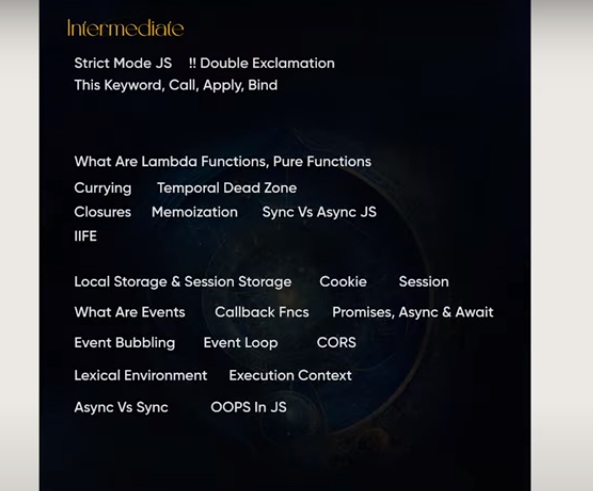 Intermediate
Strict Mode JS !! Double Exclamation
This Keyword, Call, Apply, Bind
What Are Lambda Functions, Pure Functions
Currying Temporal Dead Zone
Closures Memoization Sync Vs Async JS
IIFE
Local Storage & Session Storage Cookie Session
What Are Events Callback Fncs Promises, Async & Await
Event Bubbling Event Loop CORS
Lexical Environment Execution Context
Async Vs Sync OOPS In JS